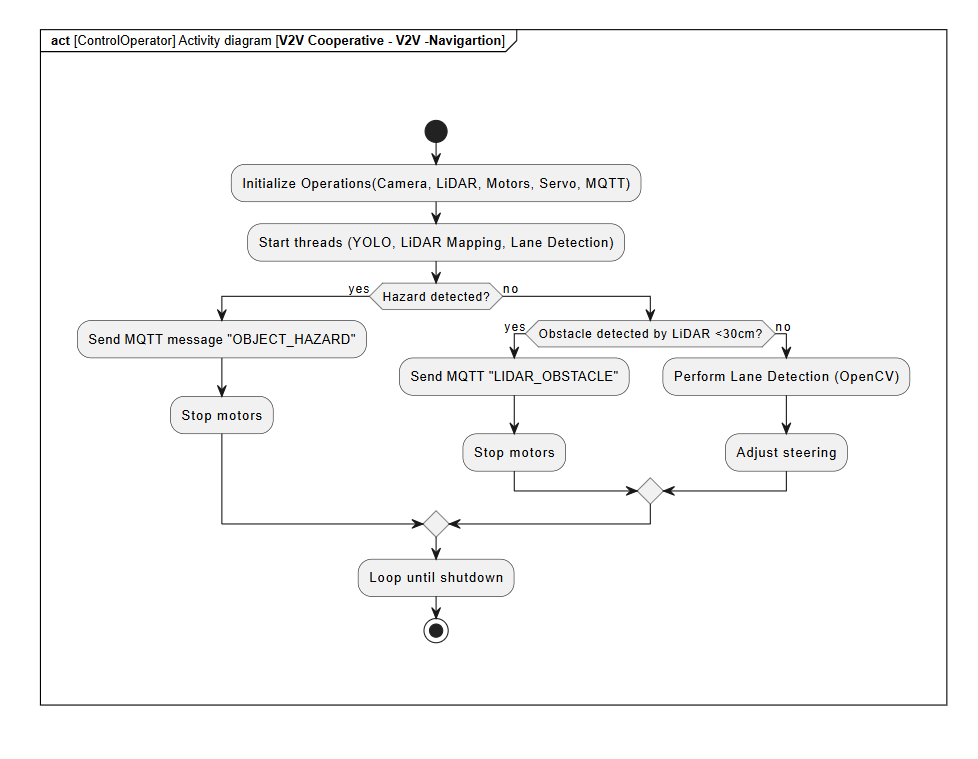 act [ControlOperator] Activity diagram [V2V Cooperative - V2V -Navigartion]
Initialize Operations(Camera, LiDAR, Motors, Servo, MQTT)
Start threads (YOLO, LiDAR Mapping, Lane Detection)
yes
Hazard detected?
no
Send MQTT message "OBJECT_HAZARD"
Stop motors
yes
Obstacle detected by LiDAR <30cm?
no
Send MQTT "LIDAR_OBSTACLE"
Stop motors
Perform Lane Detection (OpenCV)
Adjust steering
Loop until shutdown